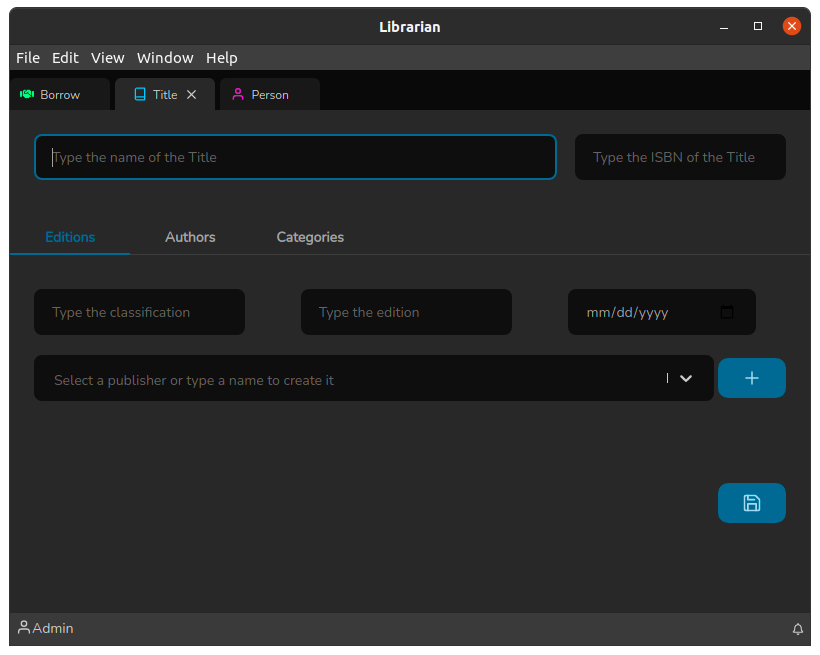 Librarian
File Edit View Window Help
Borrow Title Person
Type the name of the Title Type the ISBN of the Title
Editions Authors Categories
Type the classification Type the edition mm/dd/yyyy
Select a publisher or type a name to create it
Admin